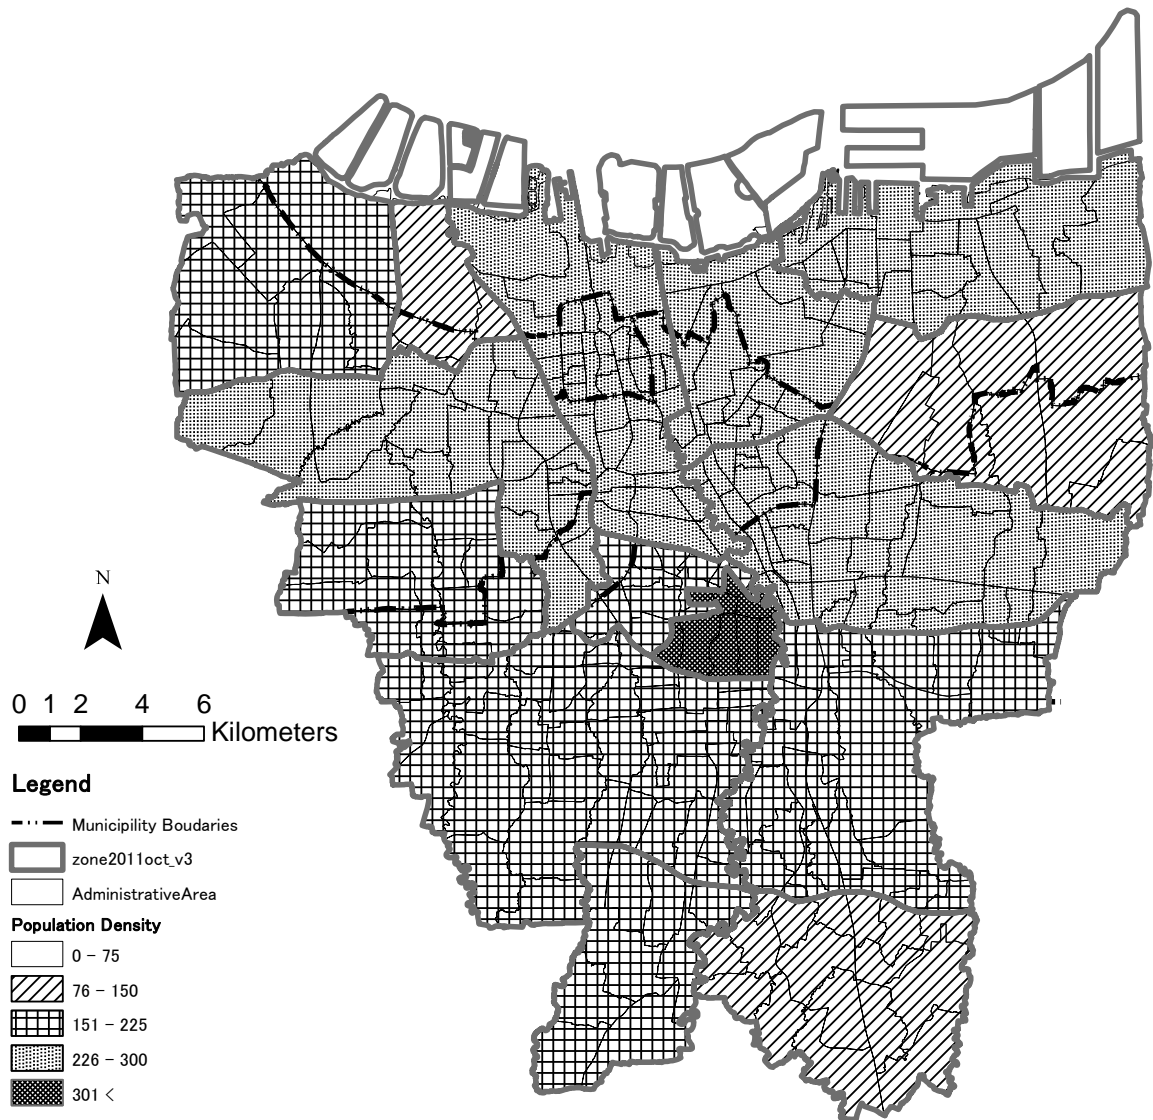 N
0 1 2 4 6
Kilometers
Legend
Municipality Boudaries
zone2011oct_v3
AdministrativeArea
Population Density
0 - 75
76 - 150
151 - 225
226 - 300
301 <